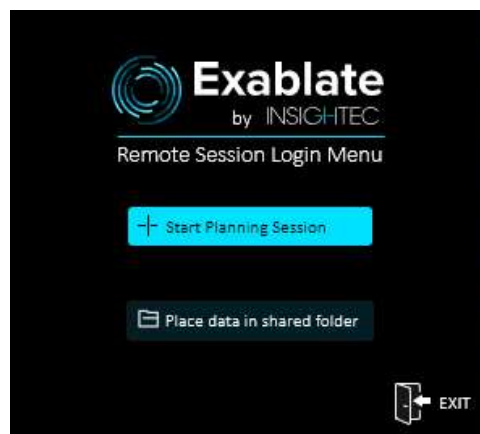 Exablate
by INSIGHTEC
Remote Session Login Menu
Start Planning Session
Place data in shared folder
EXIT